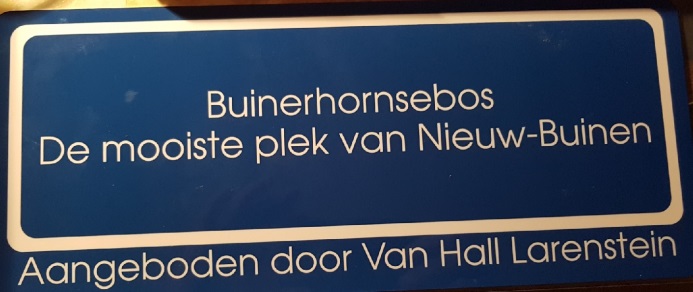 Buinerhornsebos
De mooiste plek van Nieuw-Buinen
Aangeboden door Van Hall Larenstein